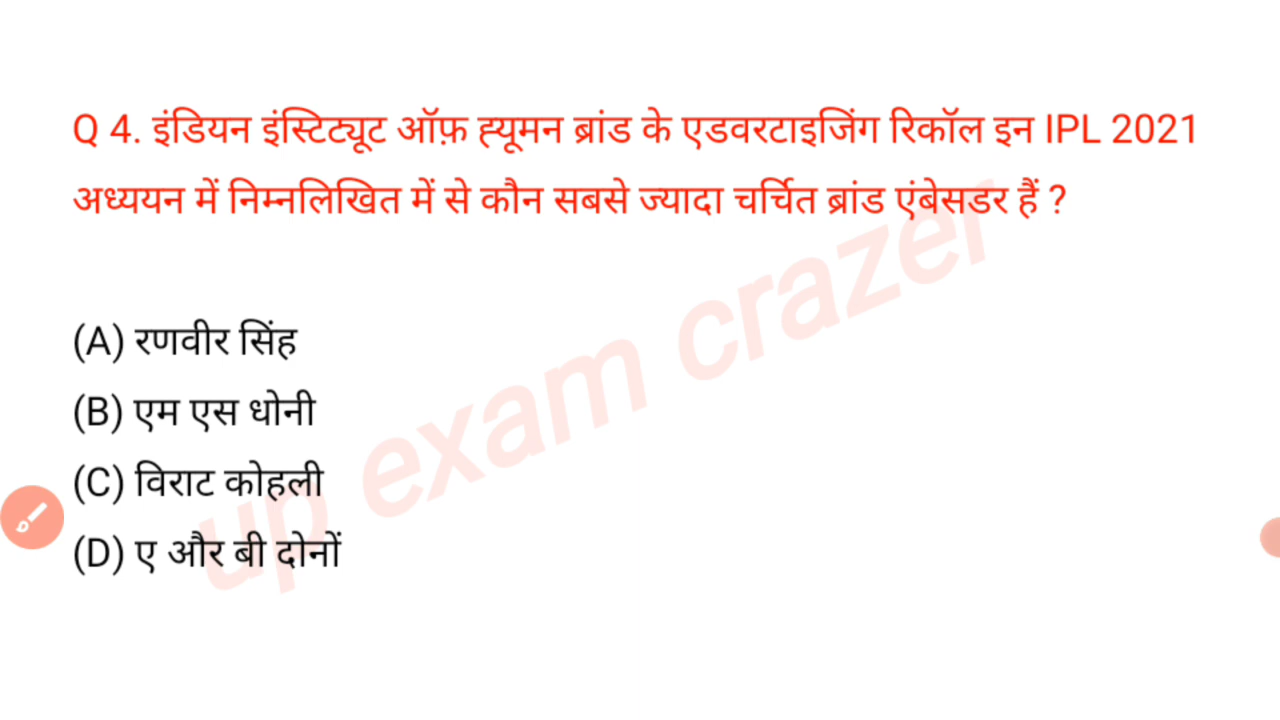 Q 4. इंडियन इंस्टिट्यूट ऑफ़ ह्यूमन ब्रांड के एडवरटाइजिंग रिकॉल इन IPL 2021
अध्ययन में निम्नलिखित में से कौन सबसे ज्यादा चर्चित ब्रांड एंबेसडर हैं ?
(A) रणवीर सिंह
(B) एम एस धोनी
(C) विराट कोहली
(D) ए और बी दोनों
up exam crazer